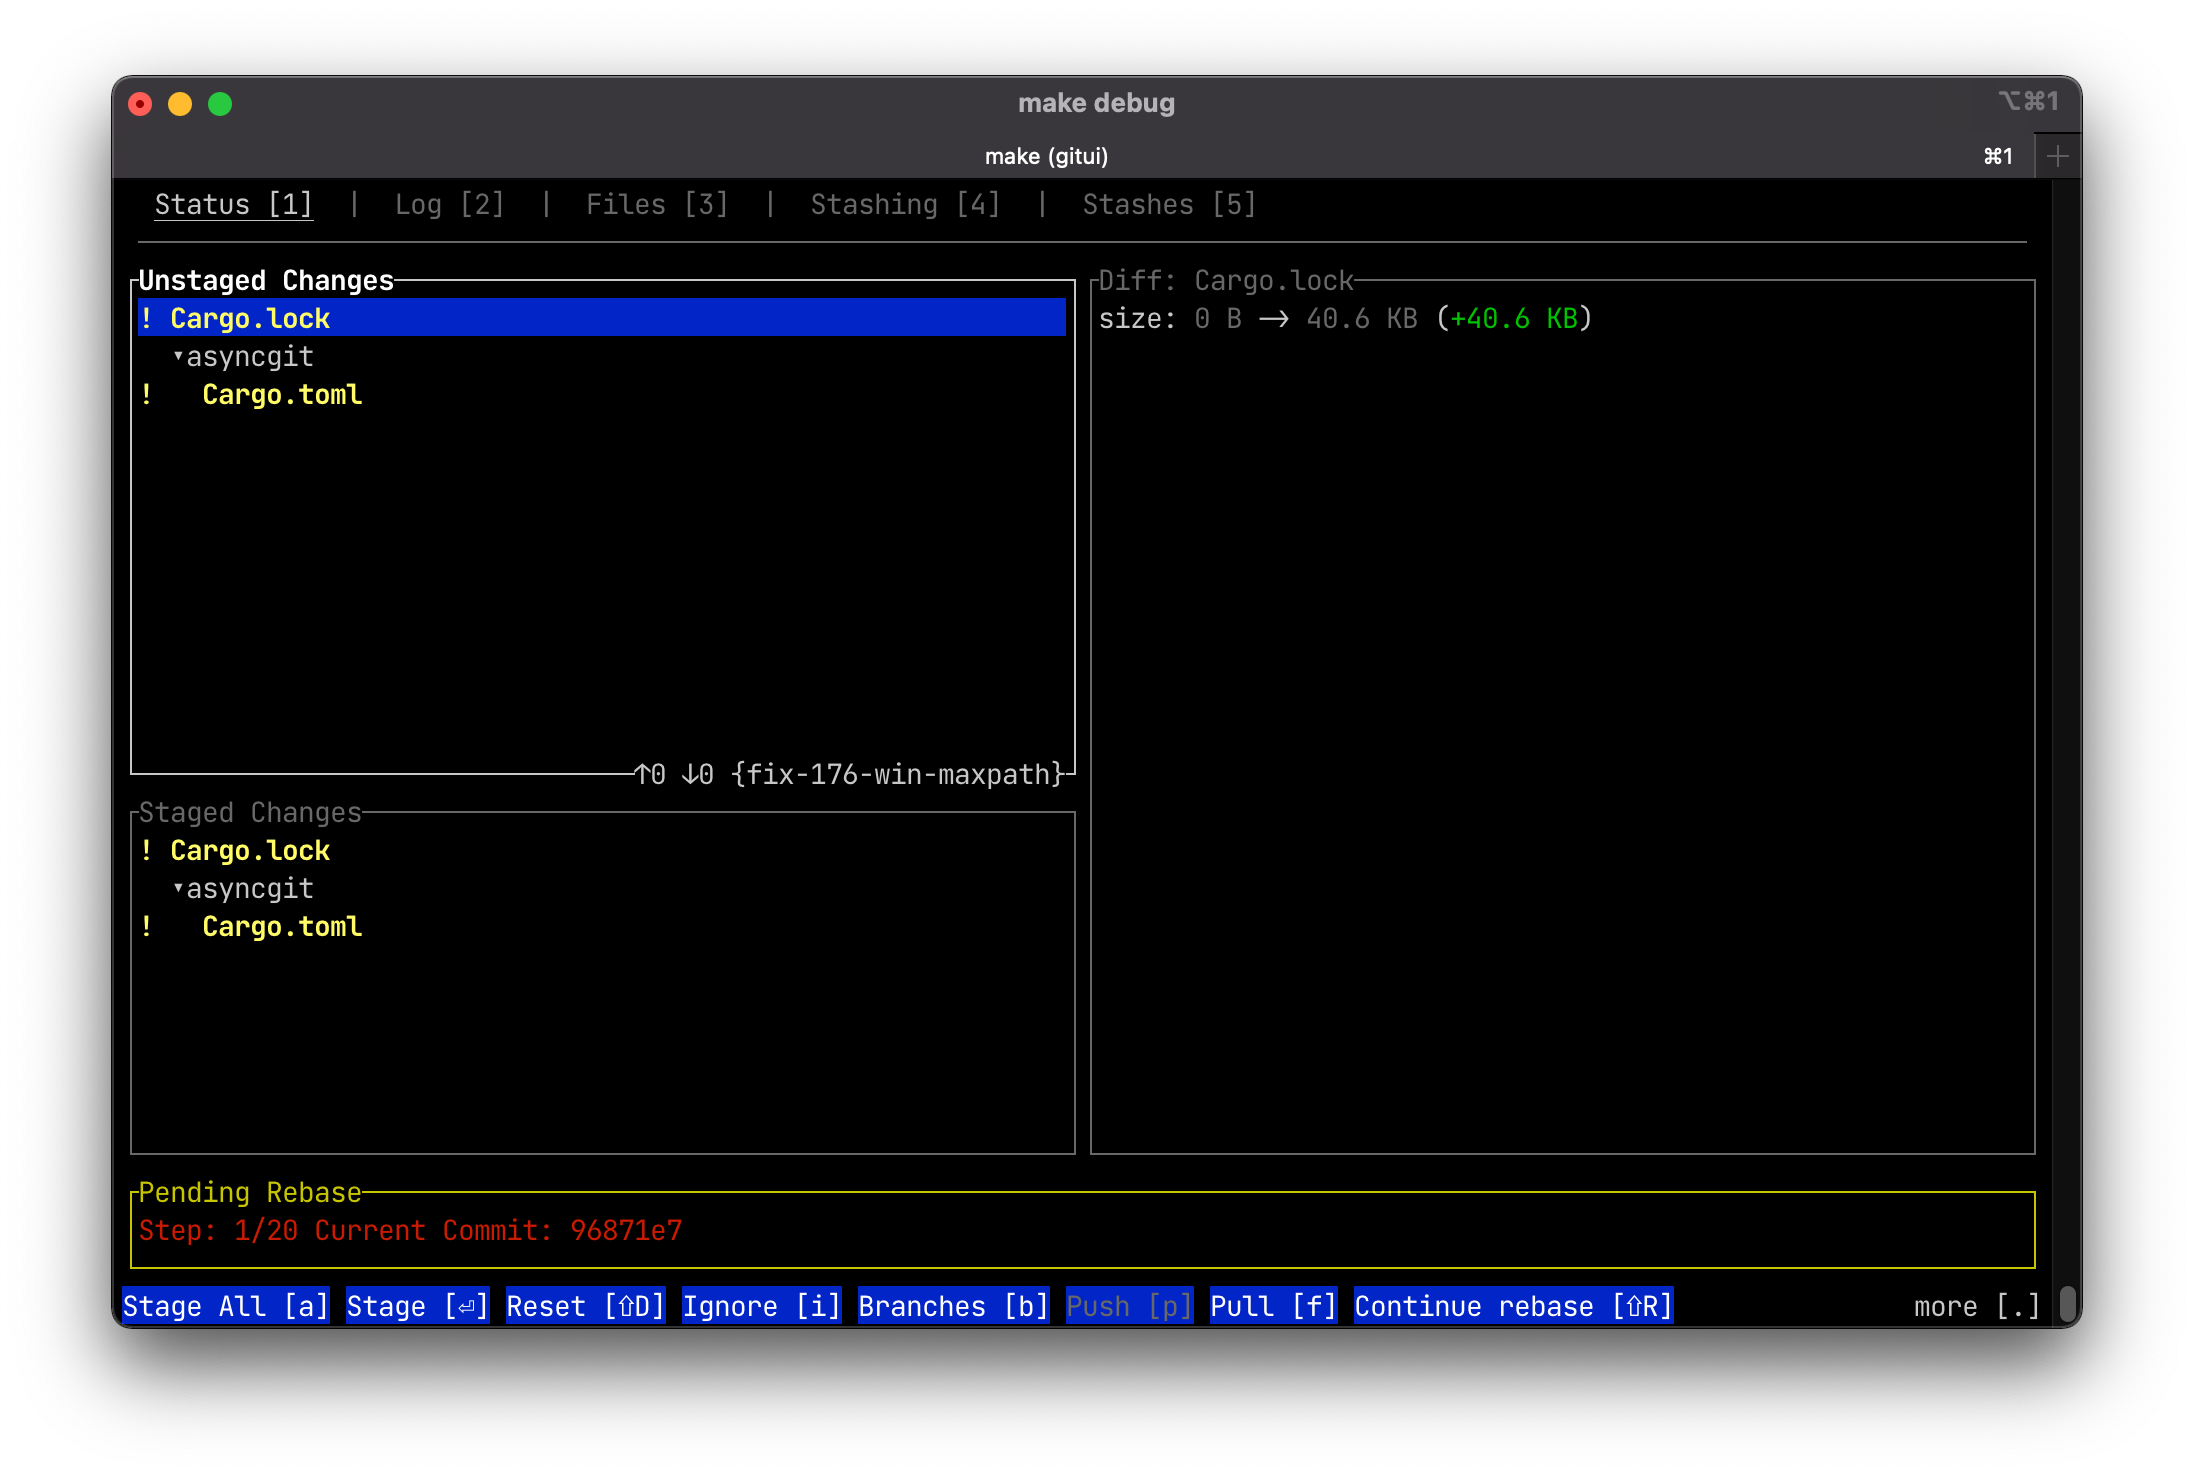 make debug
⌥⌘1
make (gitui)
⌘1
Status [1] | Log [2] | Files [3] | Stashing [4] | Stashes [5]
Unstaged Changes
! Cargo.lock
▾asyncgit
! Cargo.toml
↑0 ↓0 {fix-176-win-maxpath}
Staged Changes
! Cargo.lock
▾asyncgit
! Cargo.toml
Diff: Cargo.lock
size: 0 B → 40.6 KB (+40.6 KB)
Pending Rebase
Step: 1/20 Current Commit: 96871e7
Stage All [a] Stage [⏎] Reset [⇧D] Ignore [i] Branches [b] Push [p] Pull [f] Continue rebase [⇧R] more [.]